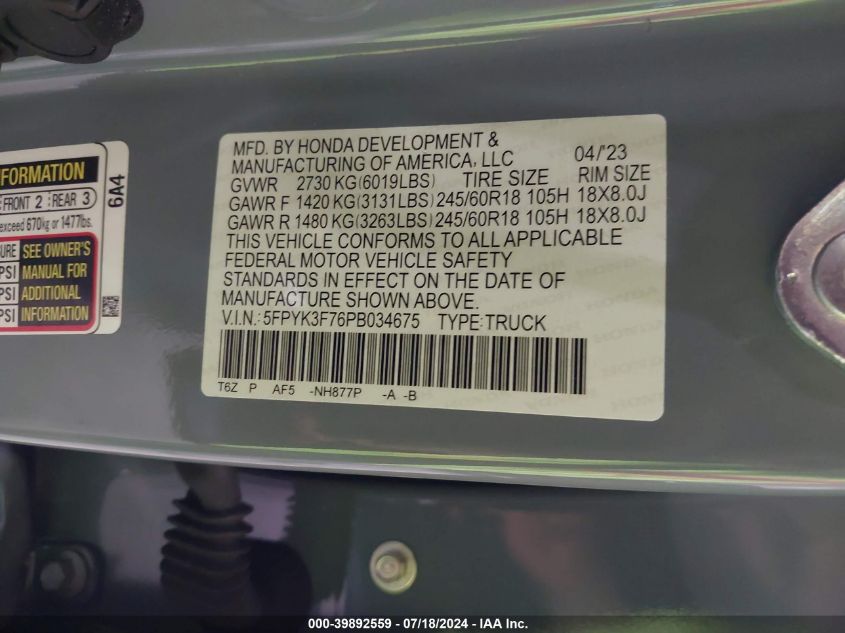 MFD. BY HONDA DEVELOPMENT &
MANUFACTURING OF AMERICA, LLC 04/'23
GVWR 2730 KG(6019LBS) TIRE SIZE RIM SIZE
GAWR F 1420 KG(3131LBS) 245/60R18 105H 18X8.0J
GAWR R 1480 KG(3263LBS) 245/60R18 105H 18X8.0J
THIS VEHICLE CONFORMS TO ALL APPLICABLE
FEDERAL MOTOR VEHICLE SAFETY
STANDARDS IN EFFECT ON THE DATE OF
MANUFACTURE SHOWN ABOVE.
V.I.N.: 5FPYK3F76PB034675 TYPE:TRUCK
T6Z P AF5 -NH877P -A -B
FORMATION
FRONT 2 REAR 3
exceed 670kg or 1477lbs.
SEE OWNER'S
PSI MANUAL FOR
PSI ADDITIONAL
PSI INFORMATION
6A4
000-39892559 - 07/18/2024 - IAA Inc.